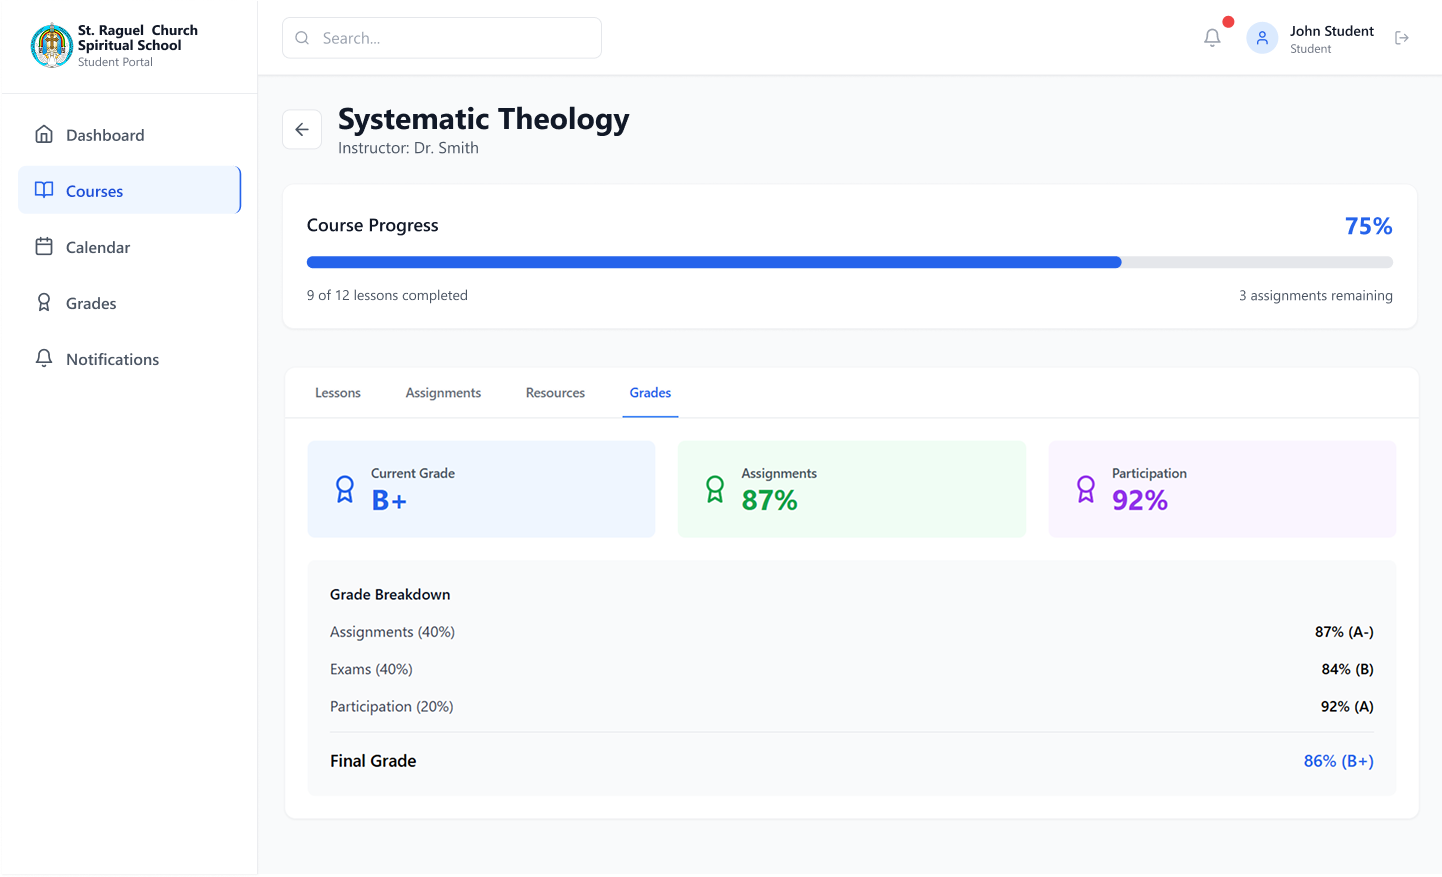 St. Raguel Church
Spiritual School
Student Portal
Search...
John Student
Student
Dashboard
Courses
Calendar
Grades
Notifications
Systematic Theology
Instructor: Dr. Smith
Course Progress
75%
9 of 12 lessons completed
3 assignments remaining
Lessons
Assignments
Resources
Grades
Current Grade
B+
Assignments
87%
Participation
92%
Grade Breakdown
Assignments (40%)
87% (A-)
Exams (40%)
84% (B)
Participation (20%)
92% (A)
Final Grade
86% (B+)